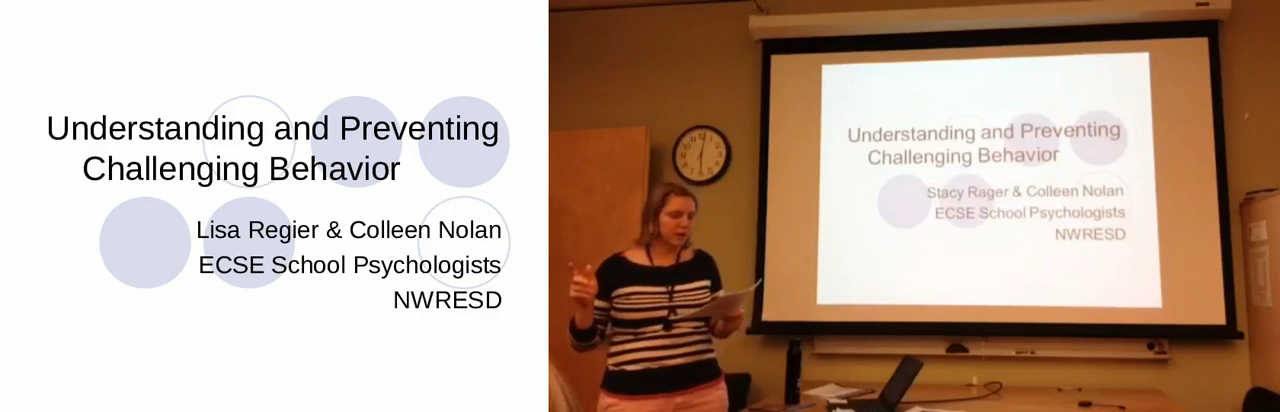 Understanding and Preventing
Challenging Behavior
Lisa Regier & Colleen Nolan
ECSE School Psychologists
NWRESD
Understanding and Preventing
Challenging Behavior
Stacy Rager & Colleen Nolan
ECSE School Psychologists
NWRESD